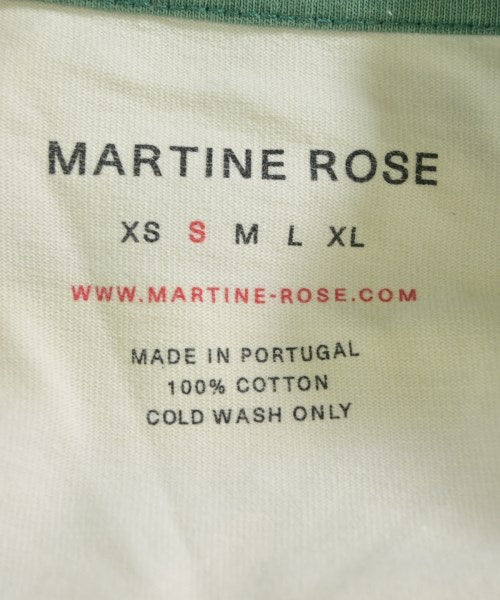 MARTINE ROSE
XS S M L XL
WWW.MARTINE-ROSE.COM
MADE IN PORTUGAL
100% COTTON
COLD WASH ONLY